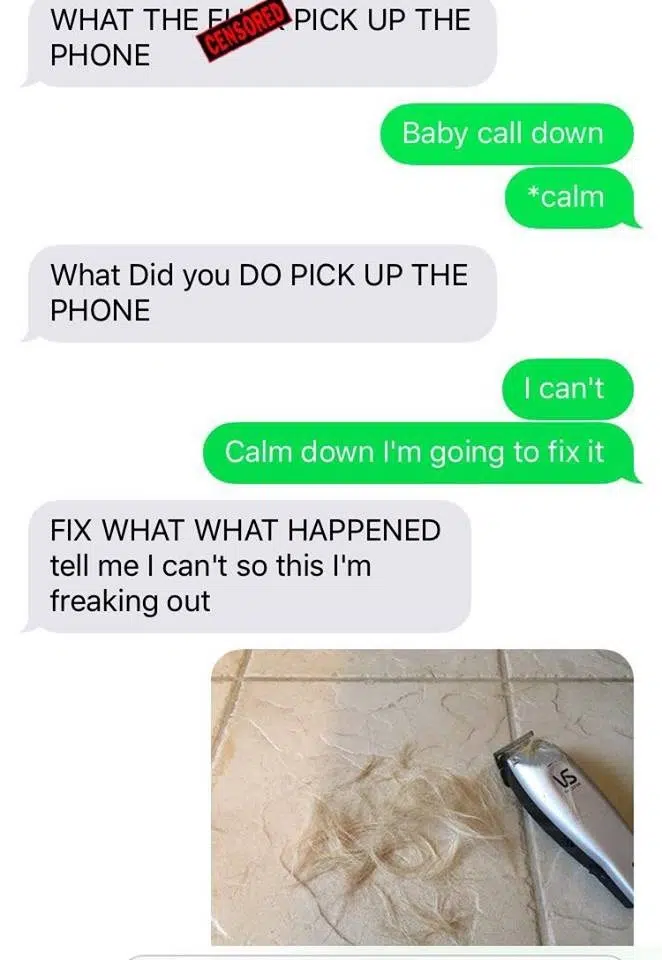 WHAT THE CENSORED PICK UP THE
PHONE
Baby call down
*calm
What Did you DO PICK UP THE
PHONE
I can't
Calm down I'm going to fix it
FIX WHAT WHAT HAPPENED
tell me I can't so this I'm
freaking out
VS